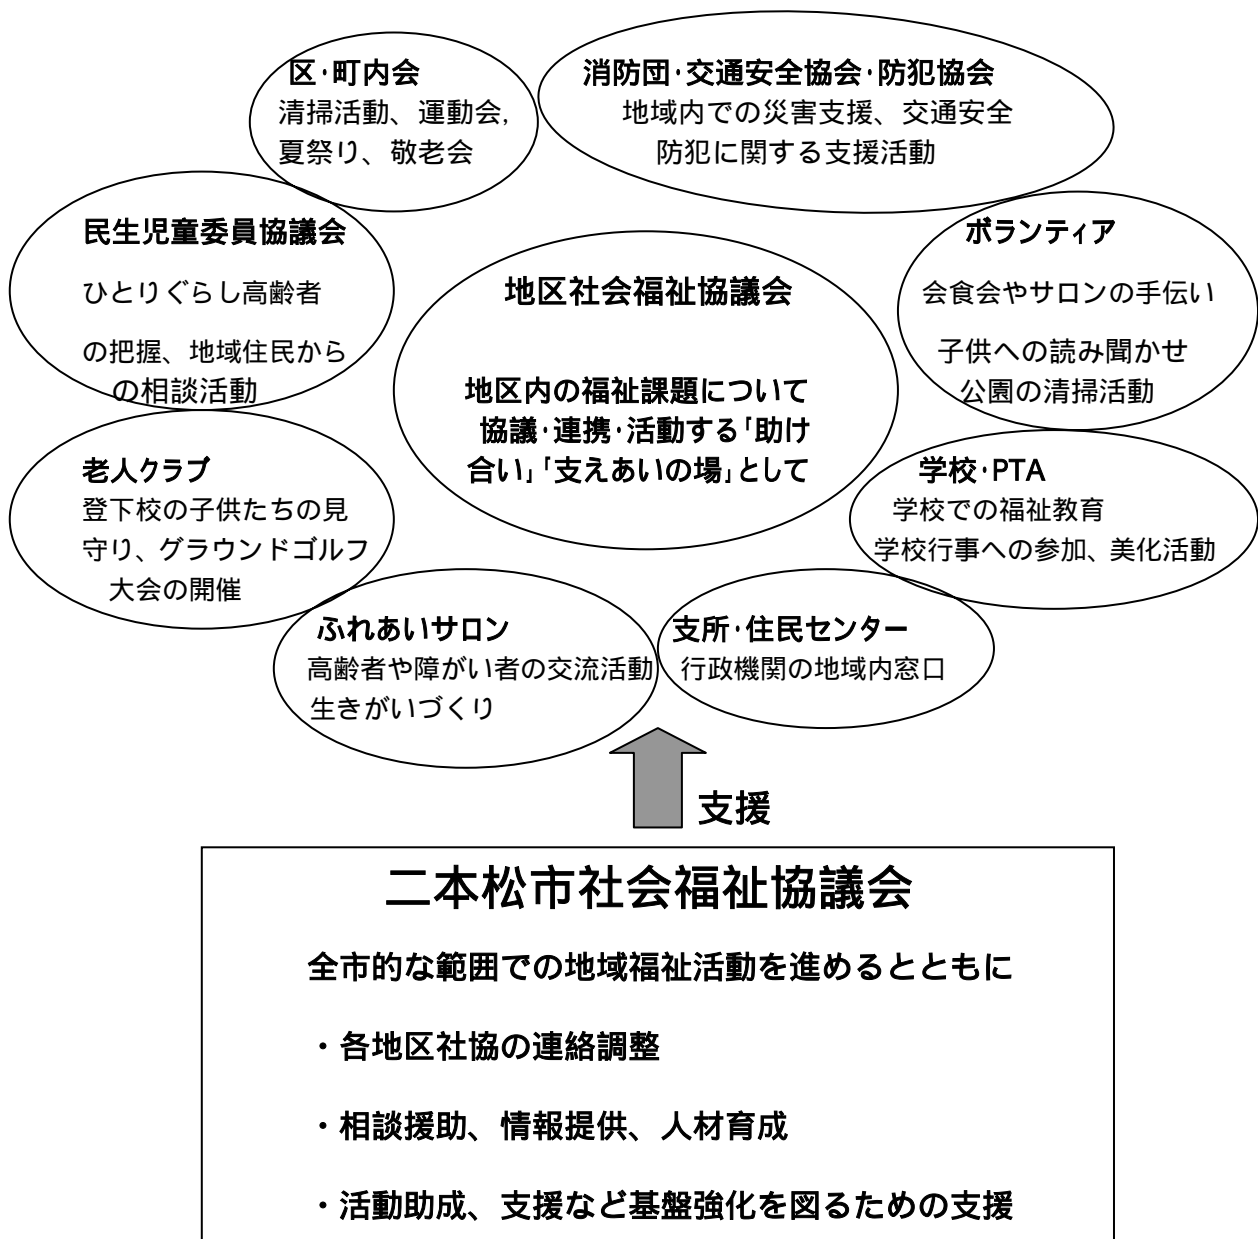 区・町内会
清掃活動、運動会,
夏祭り、敬老会
消防団・交通安全協会・防犯協会
地域内での災害支援、交通安全
防犯に関する支援活動
民生児童委員協議会
ひとりぐらし高齢者
の把握、地域住民から
の相談活動
地区社会福祉協議会
地区内の福祉課題について
協議・連携・活動する「助け
合い」「支えあいの場」として
ボランティア
会食会やサロンの手伝い
子供への読み聞かせ
公園の清掃活動
老人クラブ
登下校の子供たちの見
守り、グラウンドゴルフ
大会の開催
学校・PTA
学校での福祉教育
学校行事への参加、美化活動
ふれあいサロン
高齢者や障がい者の交流活動
生きがいづくり
支所・住民センター
行政機関の地域内窓口
支援
二本松市社会福祉協議会
全市的な範囲での地域福祉活動を進めるとともに
・各地区社協の連絡調整
・相談援助、情報提供、人材育成
・活動助成、支援など基盤強化を図るための支援